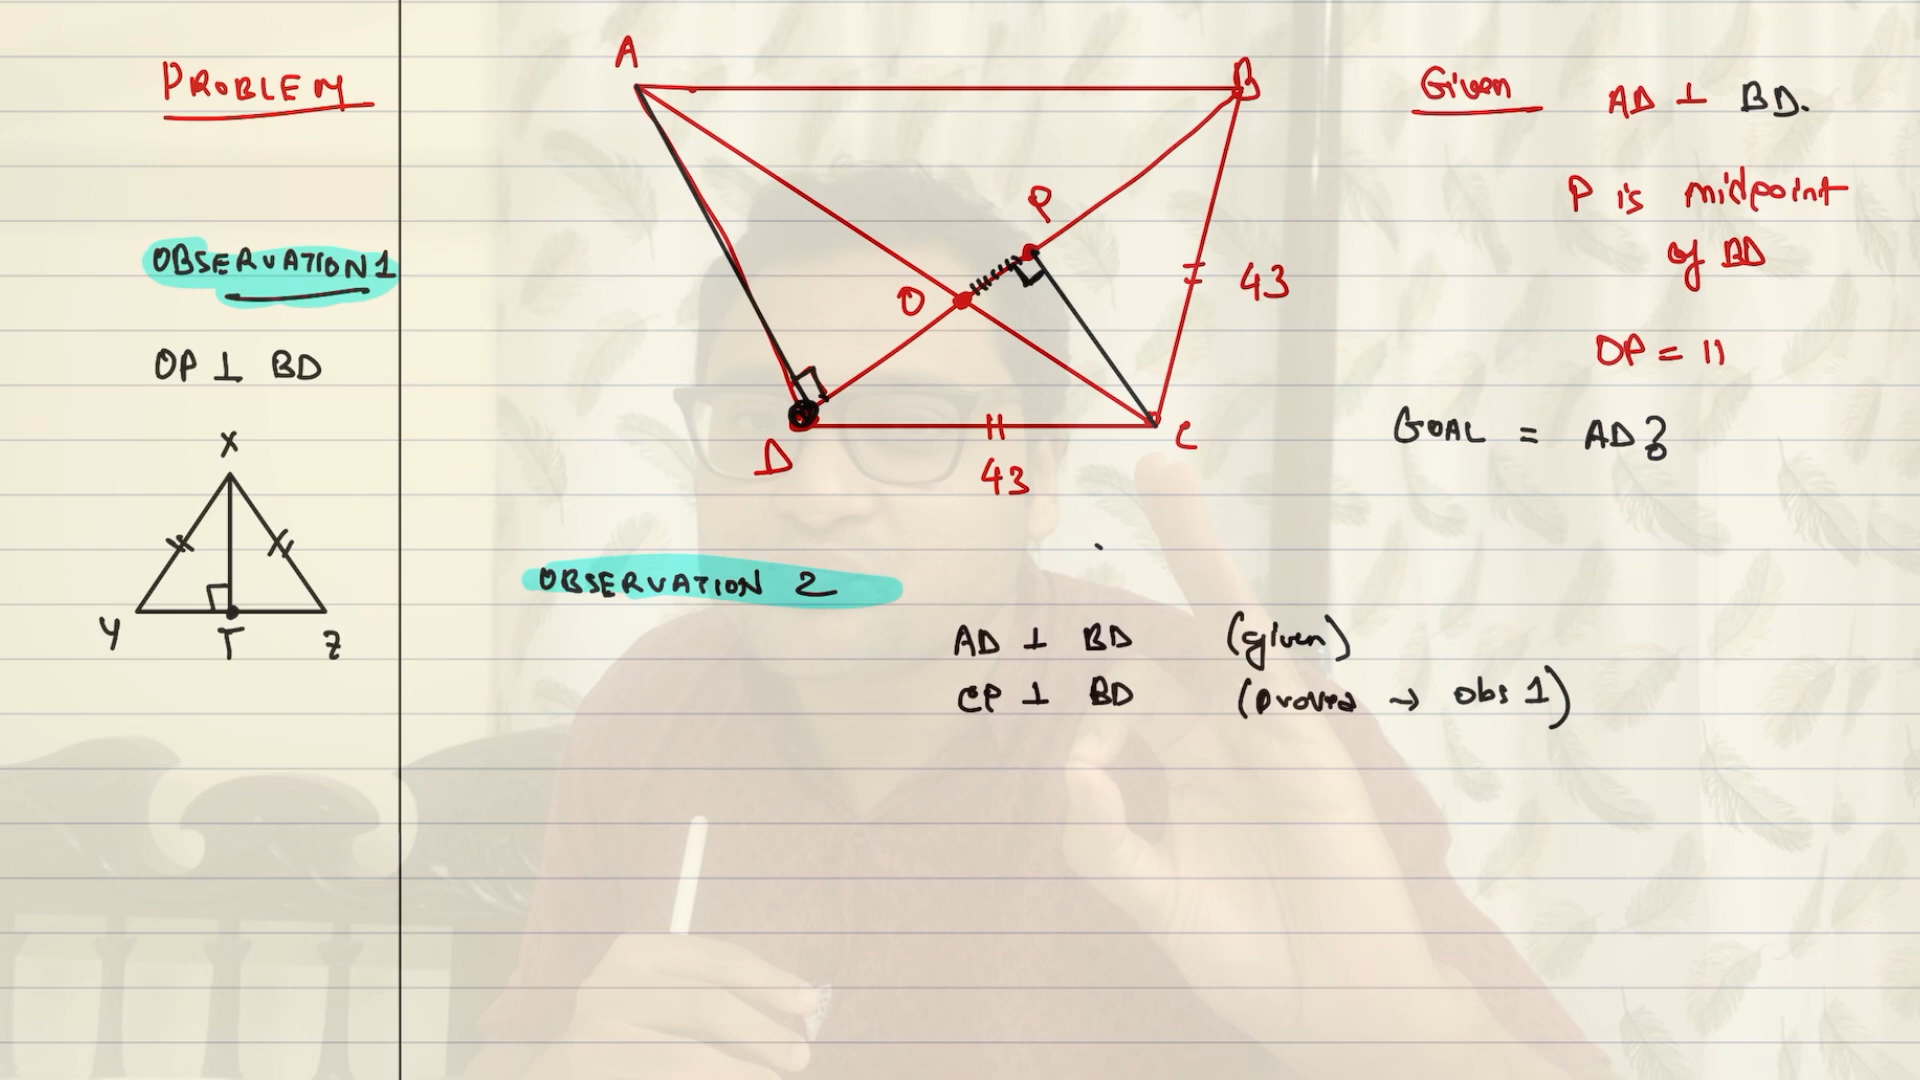 PROBLEM
OBSERVATION 1
OP ⊥ BD
X
Y
T
Z
A
B
P
O
43
D
C
43
Given AD ⊥ BD.
P is midpoint
of BD
OP = 11
GOAL = AD?
OBSERVATION 2
AD ⊥ BD (given)
CP ⊥ BD (proved → obs 1)